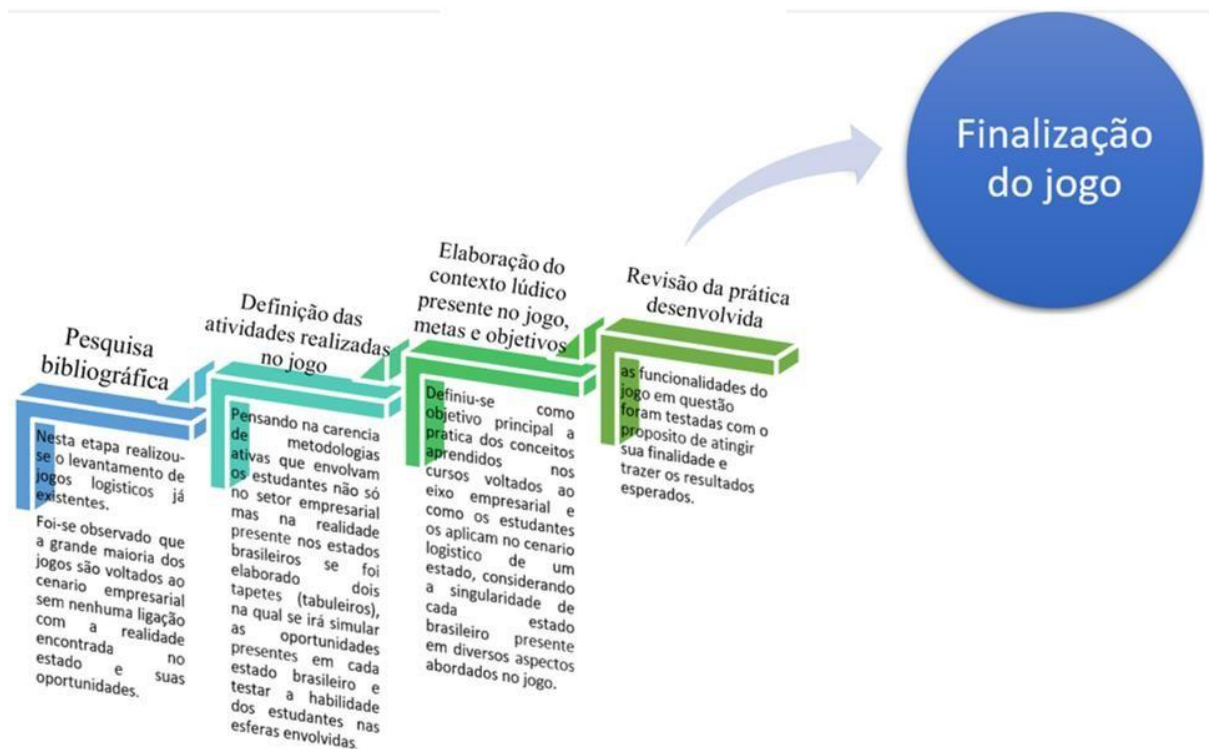 Finalização
do jogo
Pesquisa
bibliográfica
Nesta etapa realizou-
se o levantamento de
jogos logisticos já
existentes.
Foi-se observado que
a grande maioria dos
jogos são voltados ao
cenario empresarial
sem nenhuma ligação
com a realidade
encontrada no
estado e suas
oportunidades.
Definição das
atividades realizadas
no jogo
Pensando na carencia
de metodologias
ativas que envolvam
os estudantes não só
no setor empresarial
mas na realidade
presente nos estados
brasileiros se foi
elaborado dois
tapetes (tabuleiros),
na qual se irá simular
as oportunidades
presentes em cada
estado brasileiro e
testar a habilidade
dos estudantes nas
esferas envolvidas.
Elaboração do
contexto lúdico
presente no jogo,
metas e objetivos
Definiu-se como
objetivo principal a
pratica dos conceitos
aprendidos nos
cursos voltados ao
eixo empresarial e
como os estudantes
os aplicam no cenario
logistico de um
estado, considerando
a singularidade de
cada estado
brasileiro presente
em diversos aspectos
abordados no jogo.
Revisão da prática
desenvolvida
as funcionalidades do
jogo em questão
foram testadas com o
proposito de atingir
sua finalidade e
trazer os resultados
esperados.